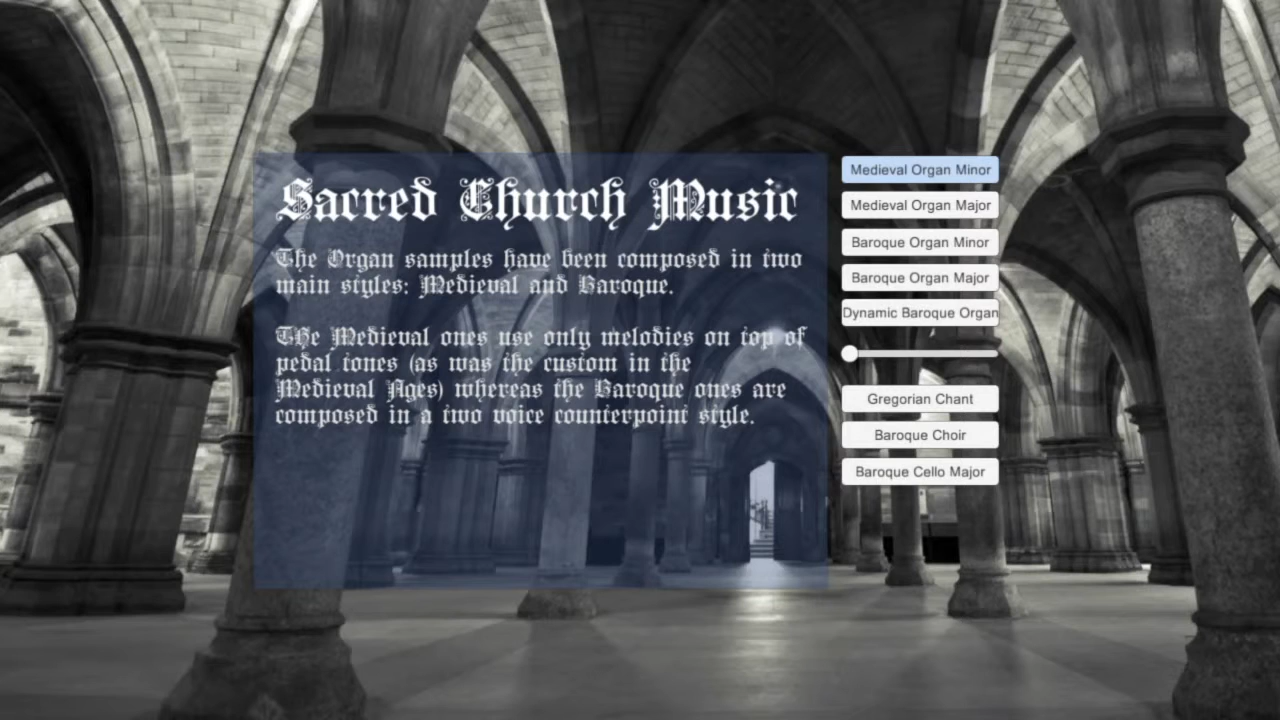 Sacred Church Music
The Organ samples have been composed in two
main styles: Medieval and Baroque.
THe Medieval ones use only melodies on top of
pedal tones (as was the custom in the
Medieval Ages) whereas the Baroque ones are
composed in a two voice counterpoint style.
Medieval Organ Minor
Medieval Organ Major
Baroque Organ Minor
Baroque Organ Major
Dynamic Baroque Organ
Gregorian Chant
Baroque Choir
Baroque Cello Major